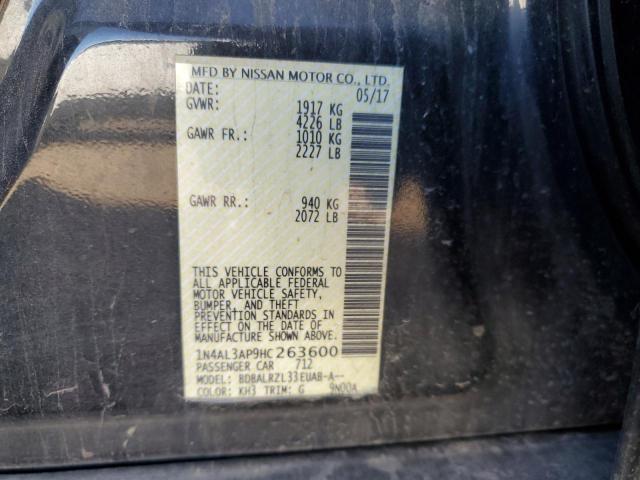 MFD BY NISSAN MOTOR CO., LTD.
DATE: 05/17
GVWR: 1917 KG
4226 LB
GAWR FR.: 1010 KG
2227 LB
GAWR RR.: 940 KG
2072 LB
THIS VEHICLE CONFORMS TO
ALL APPLICABLE FEDERAL
MOTOR VEHICLE SAFETY,
BUMPER, AND THEFT
PREVENTION STANDARDS IN
EFFECT ON THE DATE OF
MANUFACTURE SHOWN ABOVE.
1N4AL3AP9HC263600
PASSENGER CAR 712
MODEL: BDBALRZL33EUAB-A--
COLOR: KH3 TRIM: G 9N00A